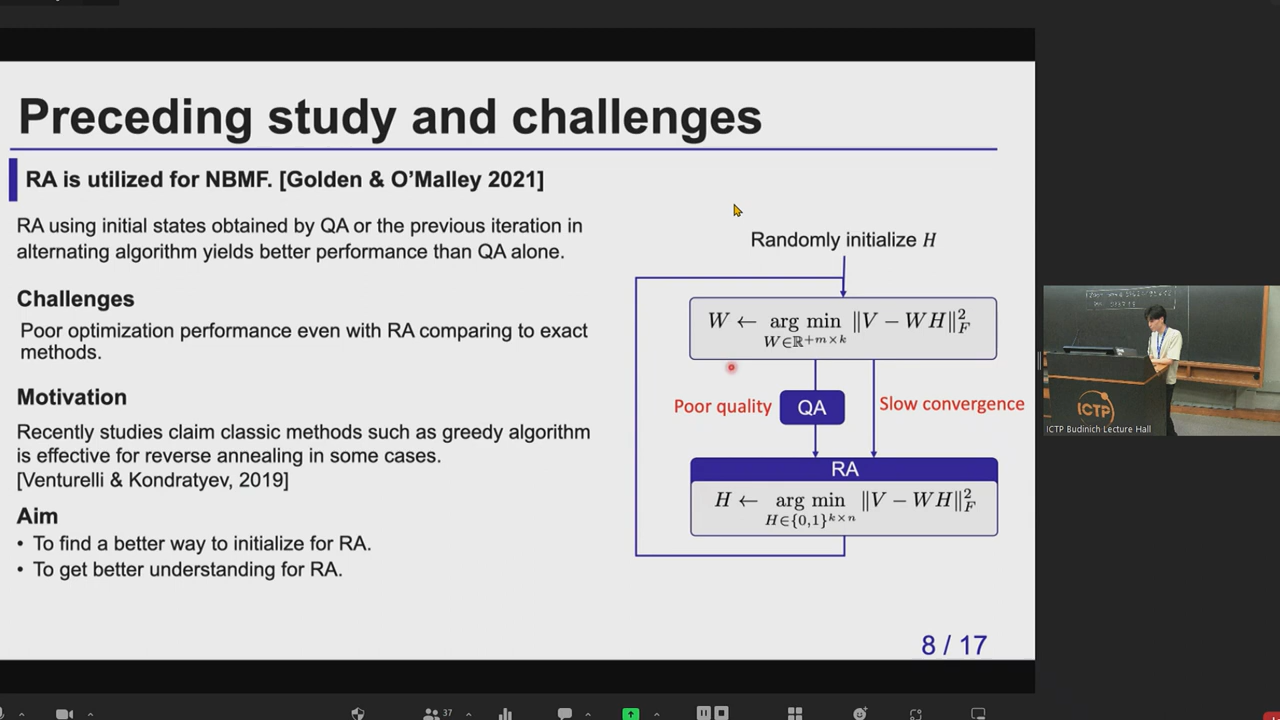 Preceding study and challenges
RA is utilized for NBMF. [Golden & O'Malley 2021]
RA using initial states obtained by QA or the previous iteration in
alternating algorithm yields better performance than QA alone.
Challenges
Poor optimization performance even with RA comparing to exact
methods.
Motivation
Recently studies claim classic methods such as greedy algorithm
is effective for reverse annealing in some cases.
[Venturelli & Kondratyev, 2019]
Aim
• To find a better way to initialize for RA.
• To get better understanding for RA.
Randomly initialize H
W ← arg min ‖V − WH‖²_F
W∈ℝ^{+m×k}
Poor quality
QA
Slow convergence
RA
H ← arg min ‖V − WH‖²_F
H∈{0,1}^{k×n}
8 / 17
ICTP
ICTP Budinich Lecture Hall
37